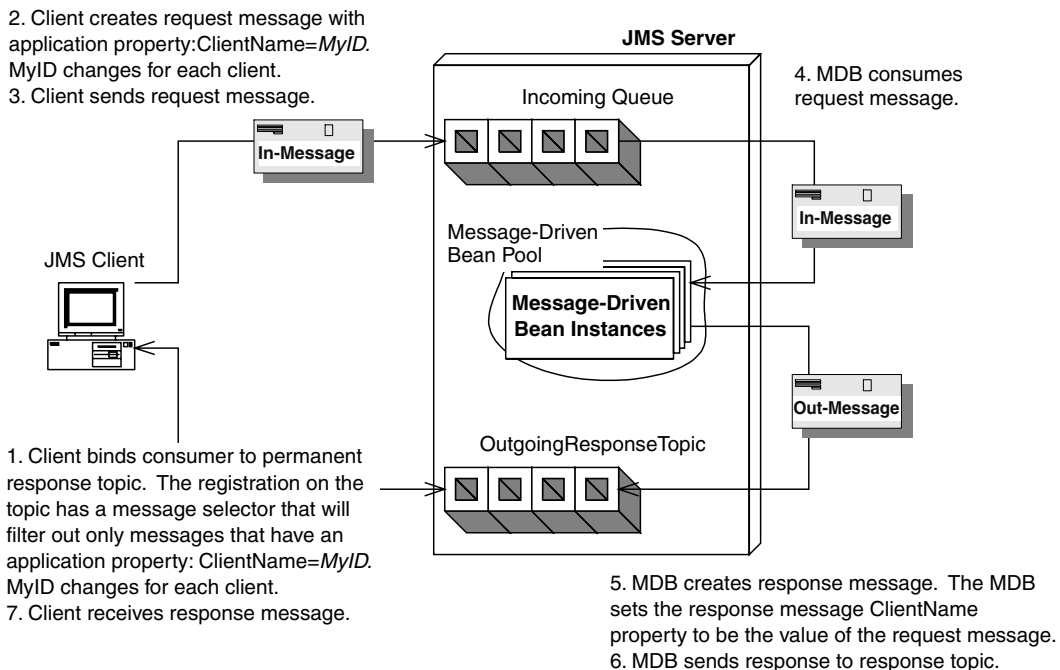 2. Client creates request message with
application property:ClientName=MyID.
MyID changes for each client.
3. Client sends request message.
JMS Server
4. MDB consumes
request message.
Incoming Queue
In-Message
In-Message
Message-Driven
Bean Pool
JMS Client
Message-Driven
Bean Instances
Out-Message
OutgoingResponseTopic
1. Client binds consumer to permanent
response topic.  The registration on the
topic has a message selector that will
filter out only messages that have an
application property: ClientName=MyID.
MyID changes for each client.
7. Client receives response message.
5. MDB creates response message.  The MDB
sets the response message ClientName
property to be the value of the request message.
6. MDB sends response to response topic.